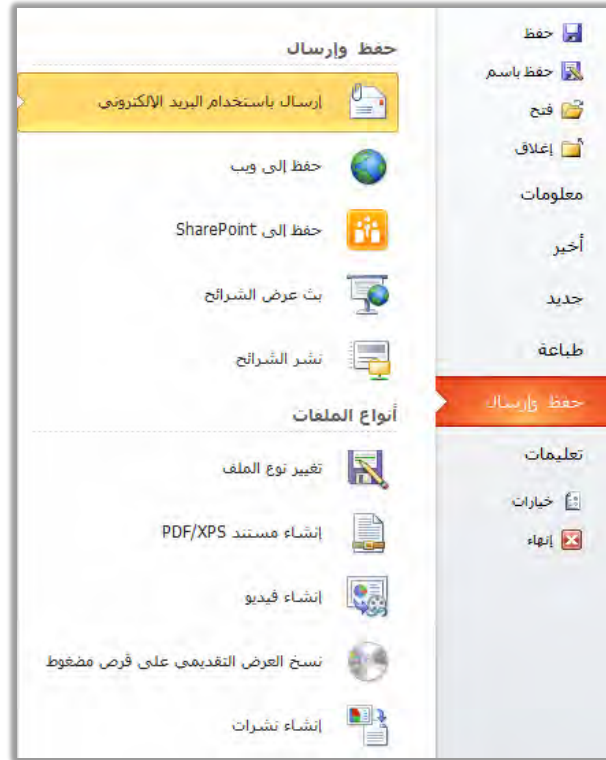 حفظ
حفظ باسم
فتح
إغلاق
معلومات
أخير
جديد
طباعة
حفظ وإرسال
تعليمات
خيارات
إنهاء
حفظ وإرسال
إرسال باستخدام البريد الإلكتروني
حفظ إلى ويب
حفظ إلى SharePoint
بث عرض الشرائح
نشر الشرائح
أنواع الملفات
تغيير نوع الملف
إنشاء مستند PDF/XPS
إنشاء فيديو
نسخ العرض التقديمي على قرص مضغوط
إنشاء نشرات